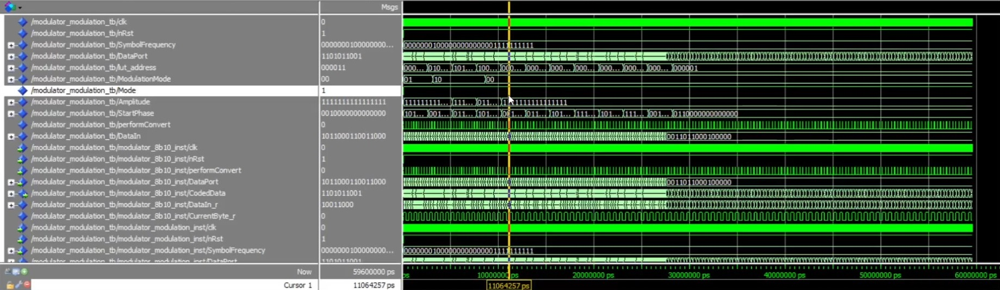 Msgs
/modulator_modulation_tb/clk 0
/modulator_modulation_tb/nRst 1
/modulator_modulation_tb/SymbolFrequency 0000000100000000... 0000000100000000000000001111111111
/modulator_modulation_tb/DataPort 1101011001
/modulator_modulation_tb/lut_address 000011 000... 010... 101... 100... 000... 000... 000... 000... 000... 000... 000... 000001
/modulator_modulation_tb/ModulationMode 00 01 10 00
/modulator_modulation_tb/Mode 1
/modulator_modulation_tb/Amplitude 1111111111111111 111111111... 111... 011...
/modulator_modulation_tb/StartPhase 0010000000000000 101... 001... 011... 101... 001... 011... 101... 111... 101... 111... 001... 0110000000000000
/modulator_modulation_tb/performConvert 0
/modulator_modulation_tb/DataIn 1011000110011000 0011011000100000
/modulator_modulation_tb/modulator_8b10_inst/clk 0
/modulator_modulation_tb/modulator_8b10_inst/nRst 1
/modulator_modulation_tb/modulator_8b10_inst/performConvert 0
/modulator_modulation_tb/modulator_8b10_inst/DataPort 1011000110011000 0011011000100000
/modulator_modulation_tb/modulator_8b10_inst/CodedData 1101011001
/modulator_modulation_tb/modulator_8b10_inst/DataIn_r 10011000
/modulator_modulation_tb/modulator_8b10_inst/CurrentByte_r 0
/modulator_modulation_tb/modulator_modulation_inst/clk 0
/modulator_modulation_tb/modulator_modulation_inst/nRst 1
/modulator_modulation_tb/modulator_modulation_inst/SymbolFrequency 0000000100000000... 0000000100000000000000001111111111
/modulator_modulation_tb/modulator_modulation_inst/DataPort 1101011001
Now 59600000 ps ps 10000000 ps 20000000 ps 30000000 ps 40000000 ps 50000000 ps 60000000 ps
Cursor 1 11064257 ps 11064257 ps